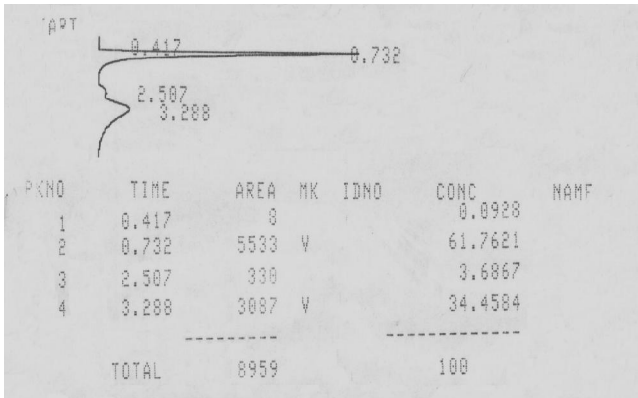 ART
0.417
0.732
2.507
3.288
PKNO TIME AREA MK IDNO CONC NAME
1 0.417 8 0.0928
2 0.732 5533 V 61.7621
3 2.507 330 3.6867
4 3.288 3087 V 34.4584
--------- -------------
TOTAL 8959 100